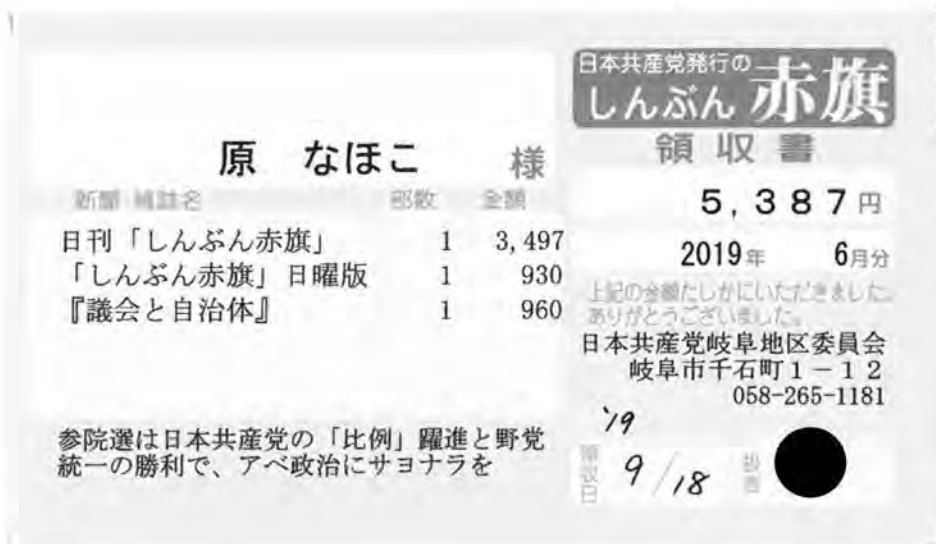 原 なほこ 様
新聞 雑誌名 部数 金額
日刊「しんぶん赤旗」 1 3,497
「しんぶん赤旗」日曜版 1 930
『議会と自治体』 1 960
参院選は日本共産党の「比例」躍進と野党
統一の勝利で、アベ政治にサヨナラを
日本共産党発行の
しんぶん赤旗
領収書
5,387円
2019年 6月分
上記の金額たしかにいただきました。
ありがとうございました。
日本共産党岐阜地区委員会
岐阜市千石町1-12
058-265-1181
'19
領収日 9/18 扱者